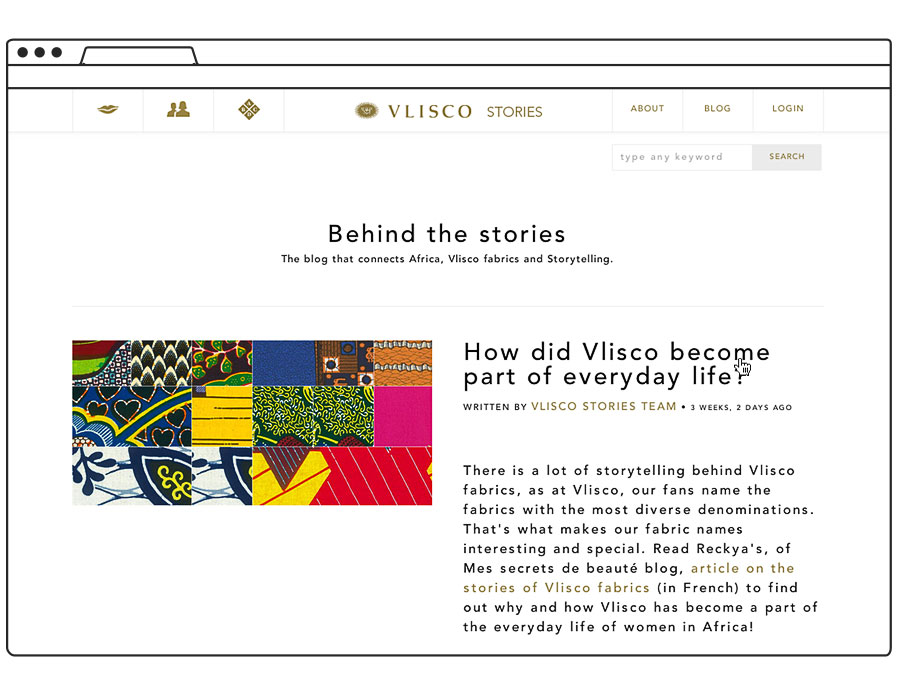 VLISCO STORIES
ABOUT
BLOG
LOGIN
type any keyword
SEARCH
Behind the stories
The blog that connects Africa, Vlisco fabrics and Storytelling.
How did Vlisco become
part of everyday life?
WRITTEN BY VLISCO STORIES TEAM • 3 WEEKS, 2 DAYS AGO
There is a lot of storytelling behind Vlisco
fabrics, as at Vlisco, our fans name the
fabrics with the most diverse denominations.
That's what makes our fabric names
interesting and special. Read Reckya's, of
Mes secrets de beauté blog, article on the
stories of Vlisco fabrics (in French) to find
out why and how Vlisco has become a part of
the everyday life of women in Africa!